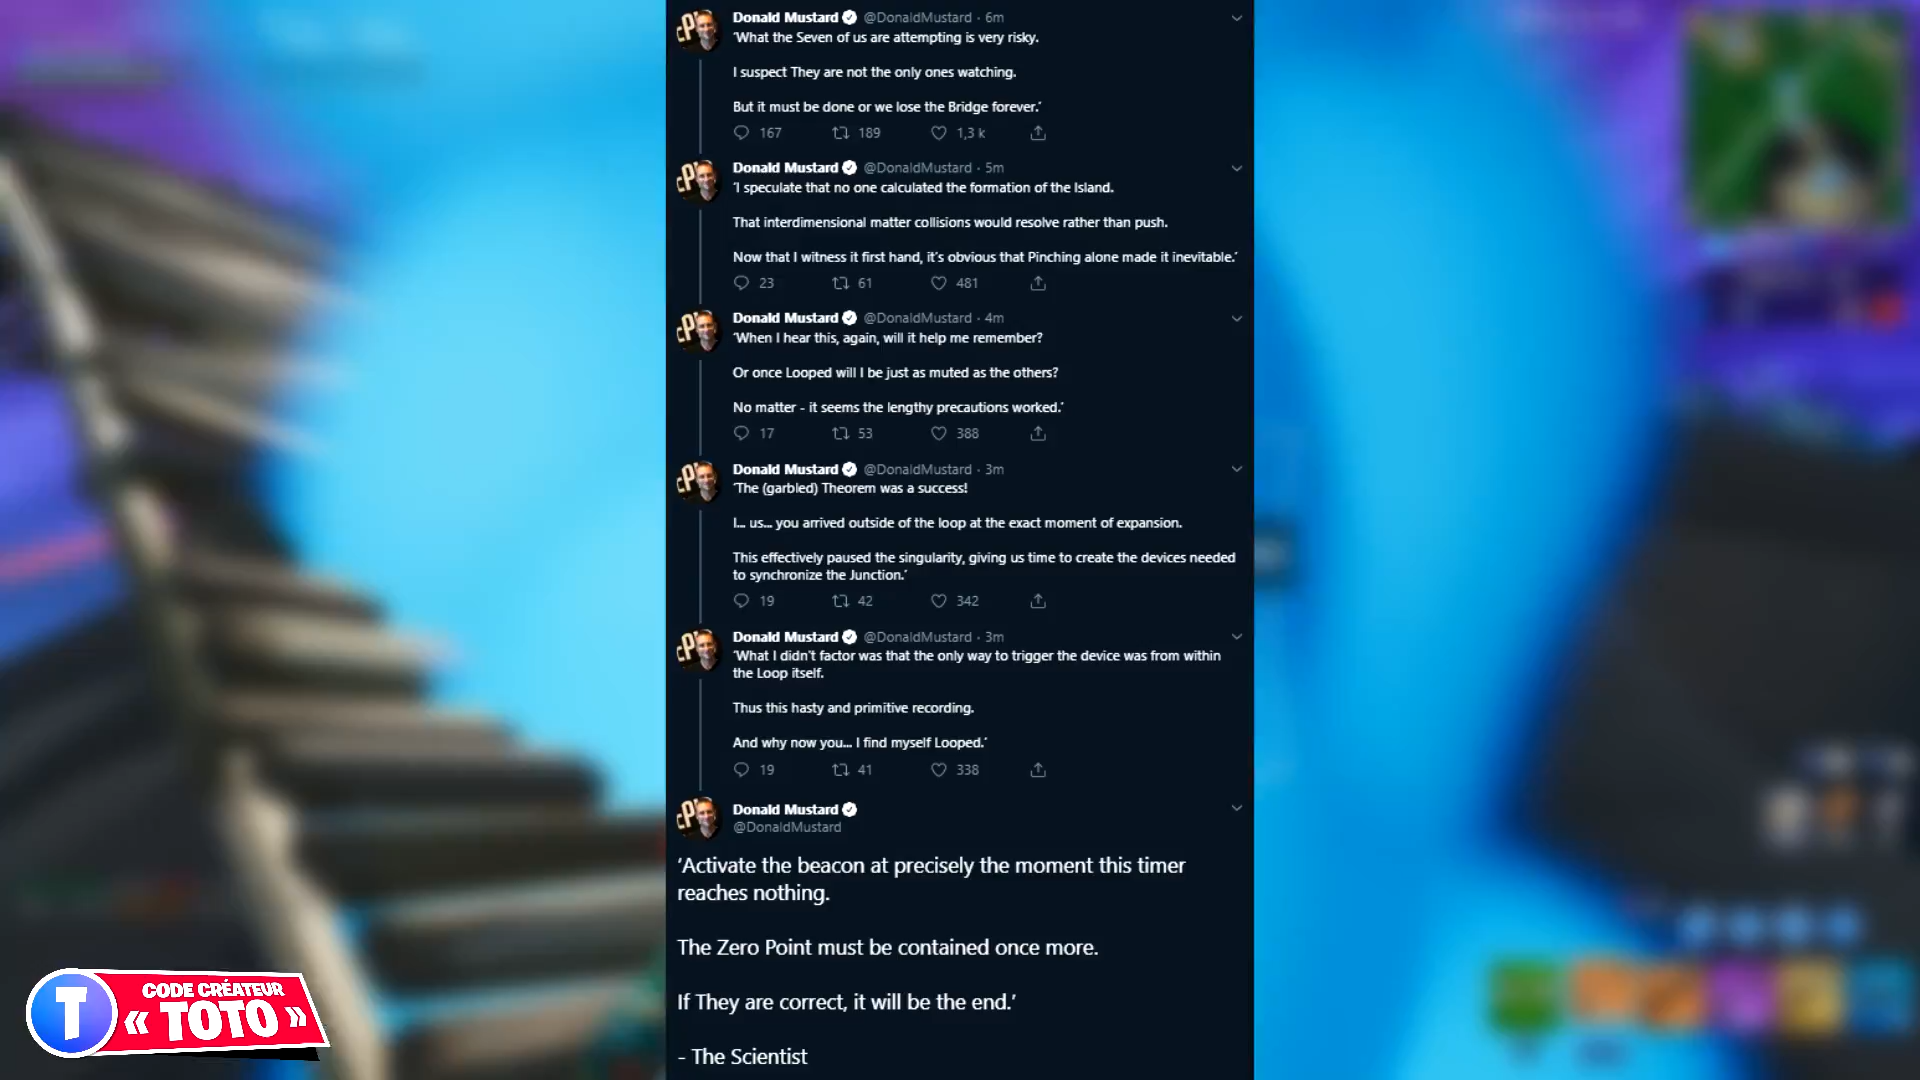 Donald Mustard @DonaldMustard · 6m
‘What the Seven of us are attempting is very risky.
I suspect They are not the only ones watching.
But it must be done or we lose the Bridge forever.’
167 189 1,3 k
Donald Mustard @DonaldMustard · 5m
‘I speculate that no one calculated the formation of the Island.
That interdimensional matter collisions would resolve rather than push.
Now that I witness it first hand, it's obvious that Pinching alone made it inevitable.’
23 61 481
Donald Mustard @DonaldMustard · 4m
‘When I hear this, again, will it help me remember?
Or once Looped will I be just as muted as the others?
No matter - it seems the lengthy precautions worked.’
17 53 388
Donald Mustard @DonaldMustard · 3m
‘The (garbled) Theorem was a success!
I... us... you arrived outside of the loop at the exact moment of expansion.
This effectively paused the singularity, giving us time to create the devices needed
to synchronize the Junction.’
19 42 342
Donald Mustard @DonaldMustard · 3m
‘What I didn't factor was that the only way to trigger the device was from within
the Loop itself.
Thus this hasty and primitive recording.
And why now you... I find myself Looped.’
19 41 338
Donald Mustard
@DonaldMustard
‘Activate the beacon at precisely the moment this timer
reaches nothing.
The Zero Point must be contained once more.
If They are correct, it will be the end.’
- The Scientist
T
CODE CRÉATEUR
« TOTO »